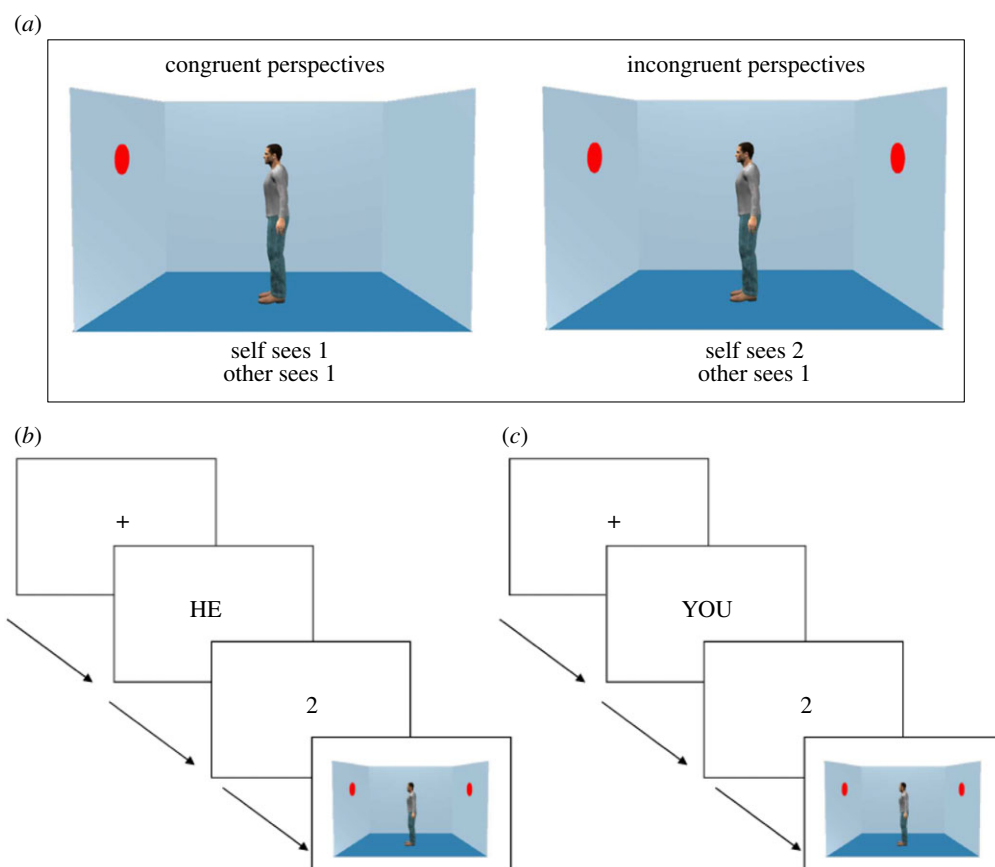 (a)
congruent perspectives
incongruent perspectives
self sees 1
other sees 1
self sees 2
other sees 1
(b)
+
HE
2
(c)
+
YOU
2